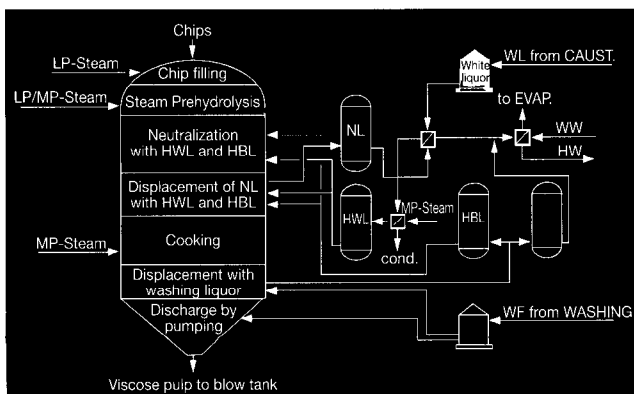 Chips
LP-Steam
Chip filling
LP/MP-Steam
Steam Prehydrolysis
Neutralization
with HWL and HBL
Displacement of NL
with HWL and HBL
MP-Steam
Cooking
Displacement with
washing liquor
Discharge by
pumping
Viscose pulp to blow tank
NL
HWL
MP-Steam
cond.
HBL
White
liquor
WL from CAUST.
to EVAP.
WW
HW
WF from WASHING